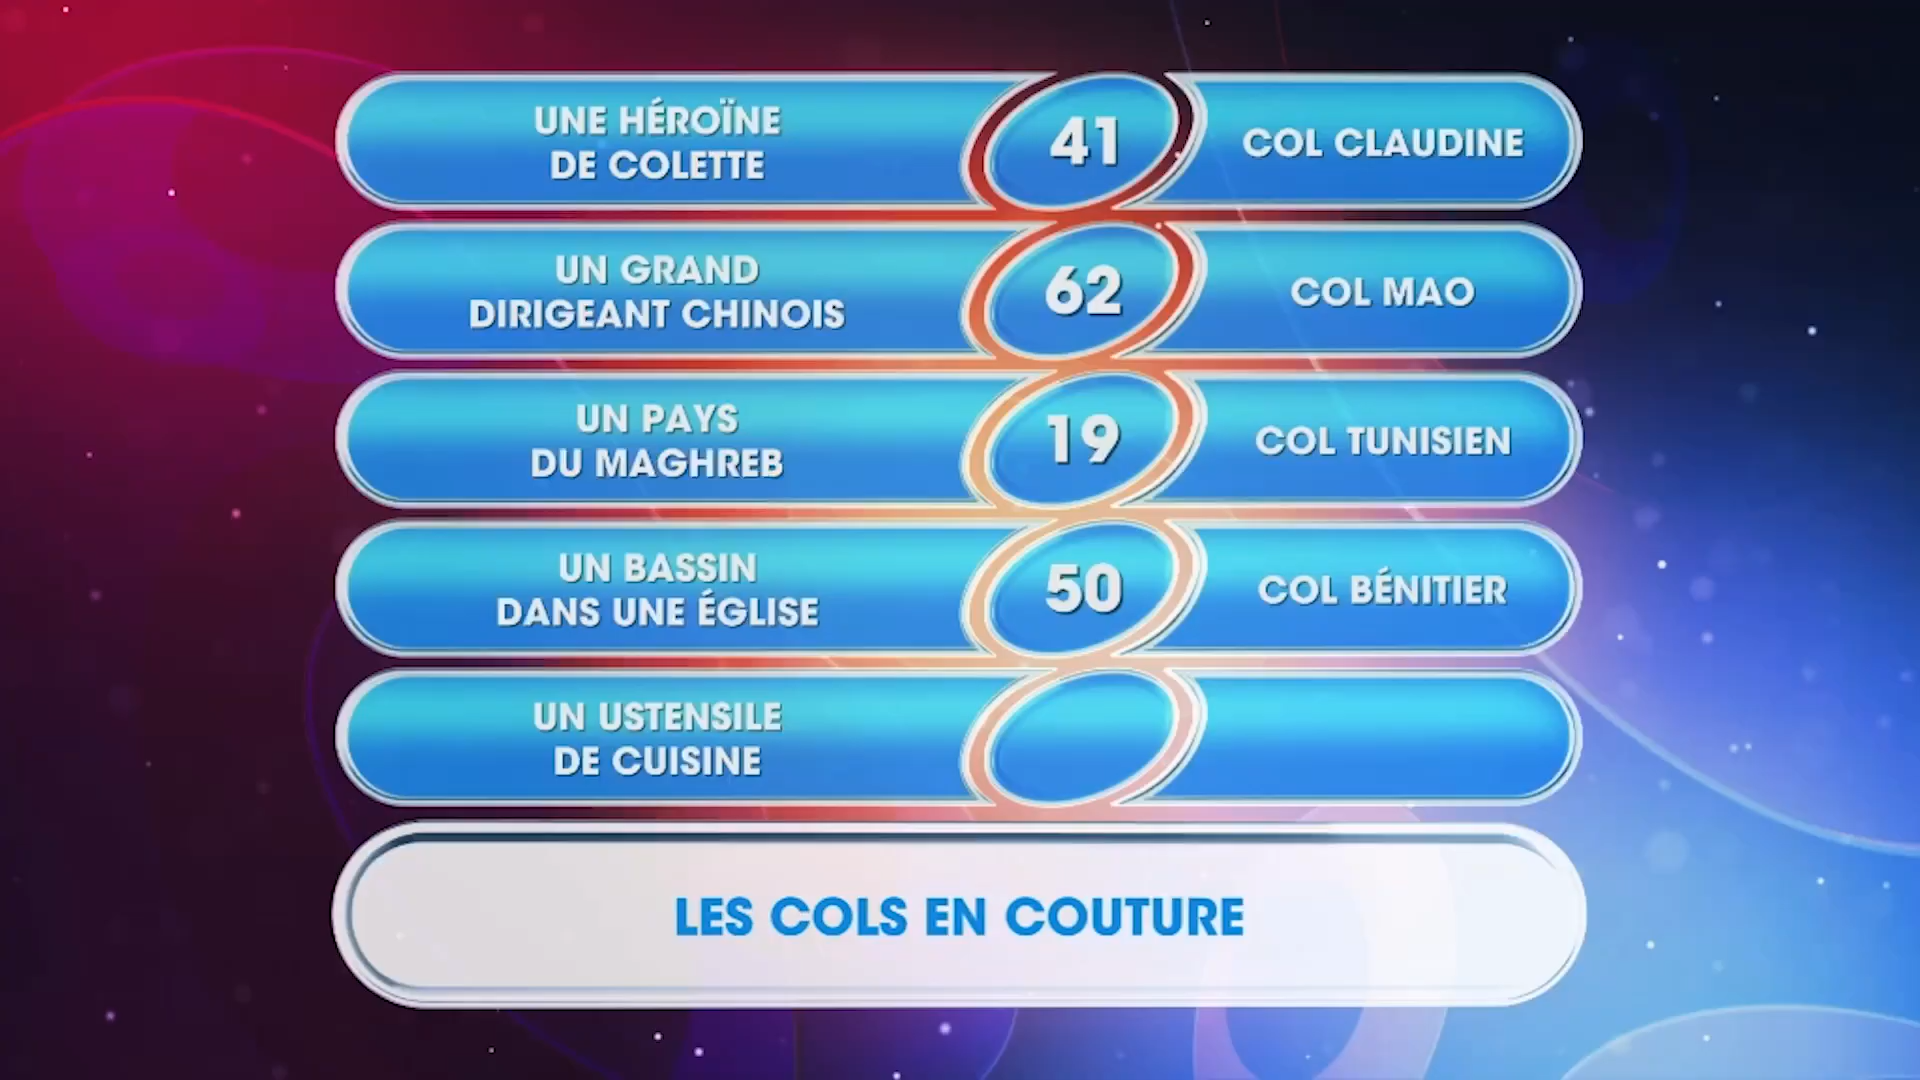 UNE HÉROÏNE
DE COLETTE
41
COL CLAUDINE
UN GRAND
DIRIGEANT CHINOIS
62
COL MAO
UN PAYS
DU MAGHREB
19
COL TUNISIEN
UN BASSIN
DANS UNE ÉGLISE
50
COL BÉNITIER
UN USTENSILE
DE CUISINE
LES COLS EN COUTURE